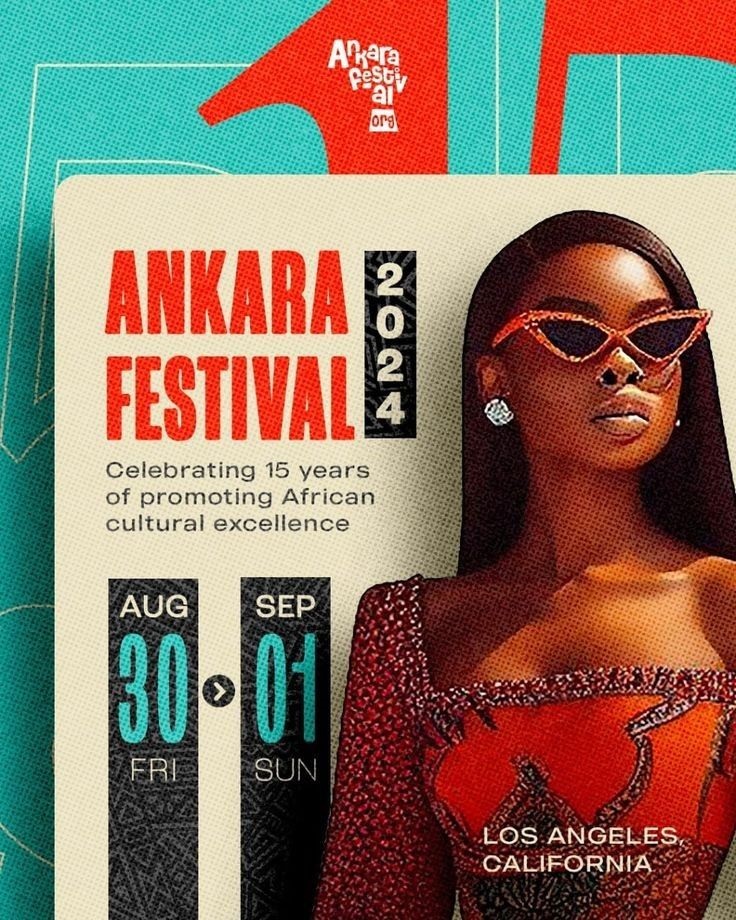 Ankara
festiv
al
org
ANKARA
FESTIVAL
2024
Celebrating 15 years
of promoting African
cultural excellence
AUG
30
FRI
SEP
01
SUN
LOS ANGELES,
CALIFORNIA